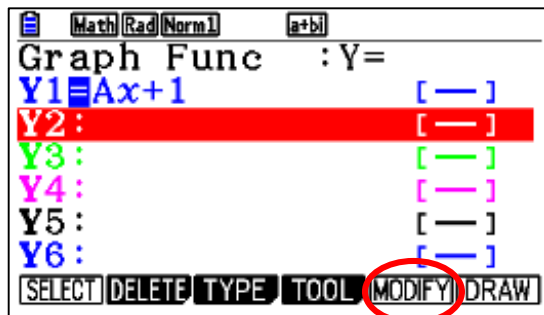 Math Rad Norm1 a+bi
Graph Func :Y=
Y1=Ax+1 [—]
Y2: [—]
Y3: [—]
Y4: [—]
Y5: [—]
Y6: [—]
SELECT DELETE TYPE TOOL MODIFY DRAW